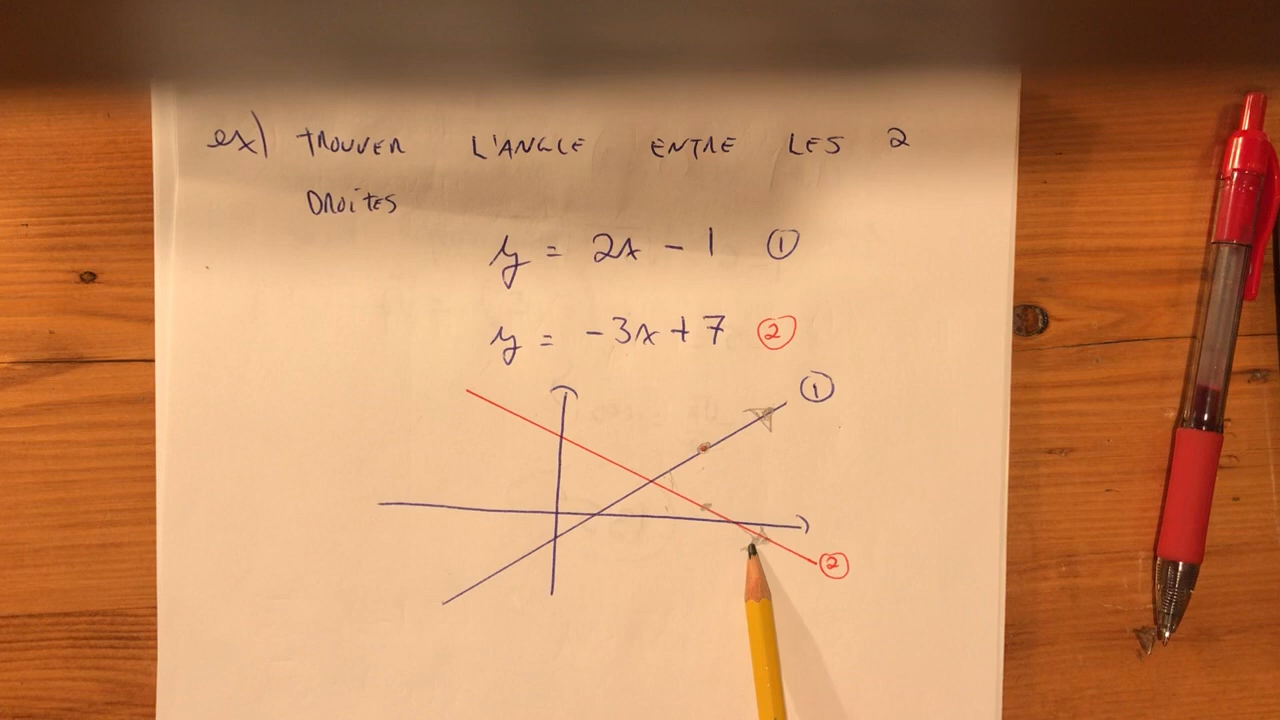 ex) TROUVER L'ANGLE ENTRE LES 2
DROITES
y = 2x - 1 ①
y = -3x + 7 ②
①
②